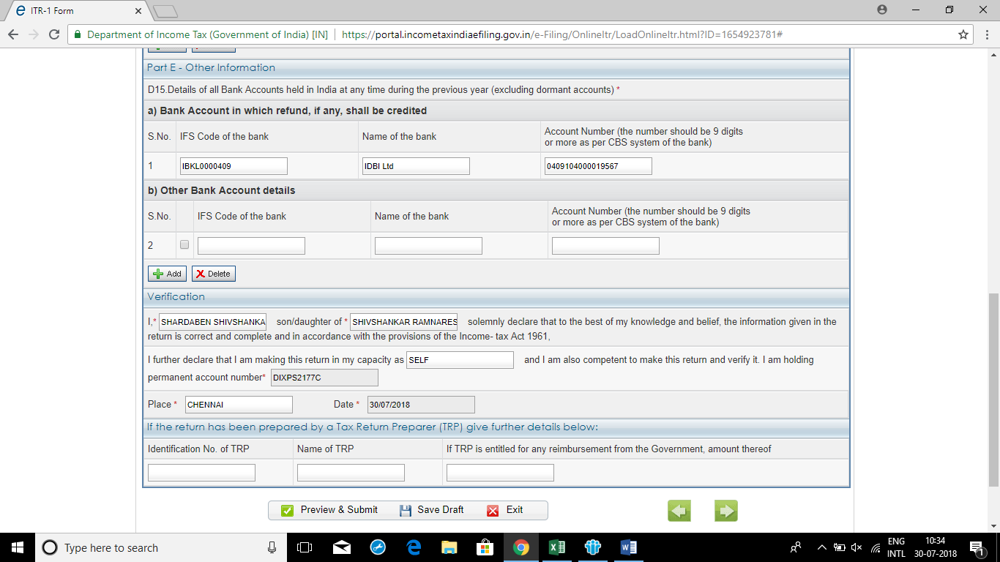 ITR-1 Form
Department of Income Tax (Government of India) [IN] https://portal.incometaxindiaefiling.gov.in/e-Filing/OnlineItr/LoadOnlineItr.html?ID=1654923781#
Part E - Other Information
D15.Details of all Bank Accounts held in India at any time during the previous year (excluding dormant accounts) *
a) Bank Account in which refund, if any, shall be credited
S.No. IFS Code of the bank Name of the bank Account Number (the number should be 9 digits
or more as per CBS system of the bank)
1 IBKL0000409 IDBI Ltd 0409104000019567
b) Other Bank Account details
S.No. IFS Code of the bank Name of the bank Account Number (the number should be 9 digits
or more as per CBS system of the bank)
2
Add Delete
Verification
I,* SHARDABEN SHIVSHANKA son/daughter of * SHIVSHANKAR RAMNARES solemnly declare that to the best of my knowledge and belief, the information given in the
return is correct and complete and in accordance with the provisions of the Income- tax Act 1961,
I further declare that I am making this return in my capacity as SELF and I am also competent to make this return and verify it. I am holding
permanent account number* DIXPS2177C
Place * CHENNAI Date * 30/07/2018
If the return has been prepared by a Tax Return Preparer (TRP) give further details below:
Identification No. of TRP Name of TRP If TRP is entitled for any reimbursement from the Government, amount thereof
Preview & Submit Save Draft Exit
Type here to search
ENG 10:34
INTL 30-07-2018 1